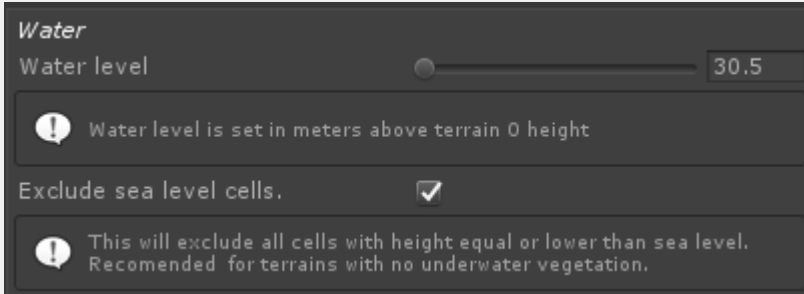 Water
Water level 30.5
Water level is set in meters above terrain 0 height
Exclude sea level cells.
This will exclude all cells with height equal or lower than sea level.
Recomended for terrains with no underwater vegetation.